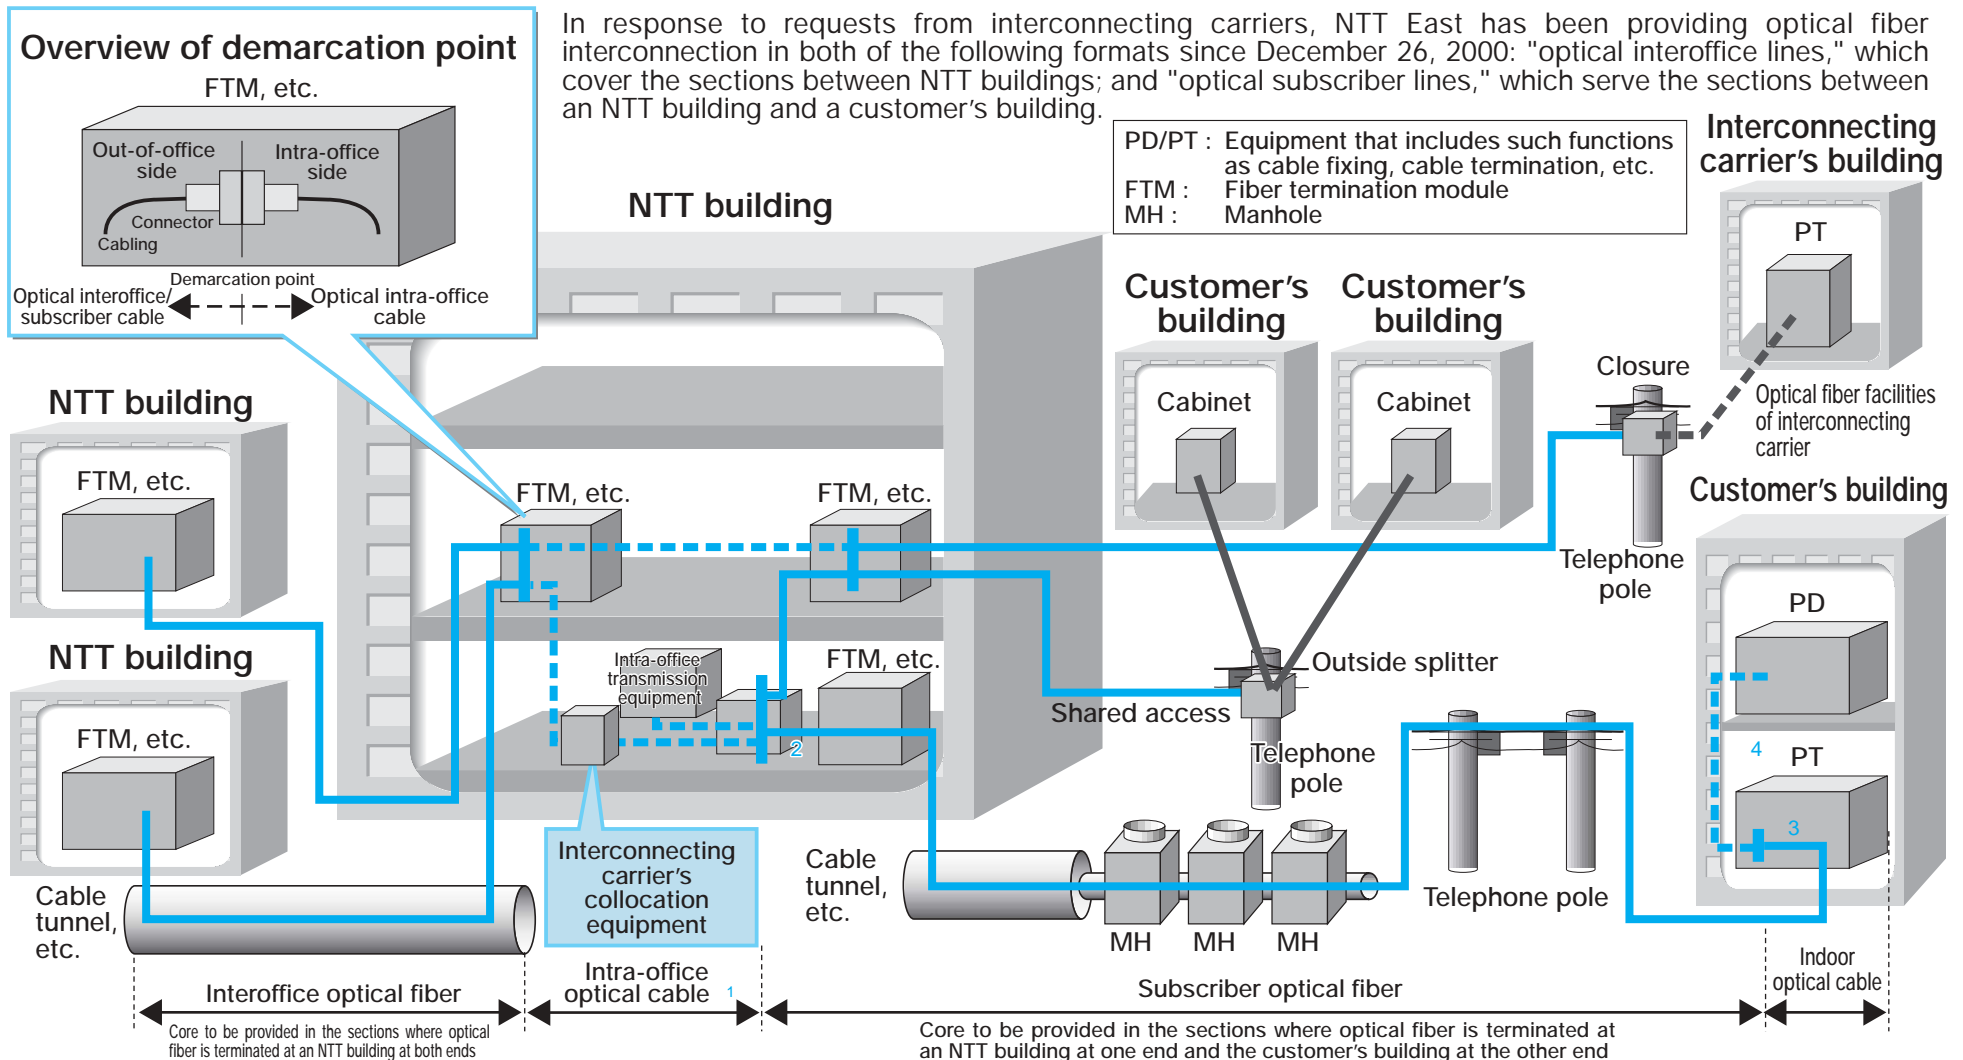 In response to requests from interconnecting carriers, NTT East has been providing optical fiber
interconnection in both of the following formats since December 26, 2000: "optical interoffice lines," which
cover the sections between NTT buildings; and "optical subscriber lines," which serve the sections between
an NTT building and a customer's building.
Overview of demarcation point
FTM, etc.
Out-of-office
side
Intra-office
side
Connector
Cabling
Demarcation point
Optical interoffice/
subscriber cable
Optical intra-office
cable
PD/PT : Equipment that includes such functions
as cable fixing, cable termination, etc.
FTM : Fiber termination module
MH : Manhole
Interconnecting
carrier's building
PT
NTT building
Customer's
building
Customer's
building
Cabinet
Cabinet
Closure
Optical fiber facilities
of interconnecting
carrier
Telephone
pole
NTT building
FTM, etc.
FTM, etc.
FTM, etc.
Customer's building
PD
4
PT
3
NTT building
FTM, etc.
Intra-office
transmission
equipment
FTM, etc.
2
Outside splitter
Shared access
Telephone
pole
Interconnecting
carrier's
collocation
equipment
Cable
tunnel,
etc.
Cable
tunnel,
etc.
MH
MH
MH
Telephone pole
Interoffice optical fiber
Core to be provided in the sections where optical
fiber is terminated at an NTT building at both ends
Intra-office
optical cable 1
Subscriber optical fiber
Core to be provided in the sections where optical fiber is terminated at
an NTT building at one end and the customer's building at the other end
Indoor
optical cable